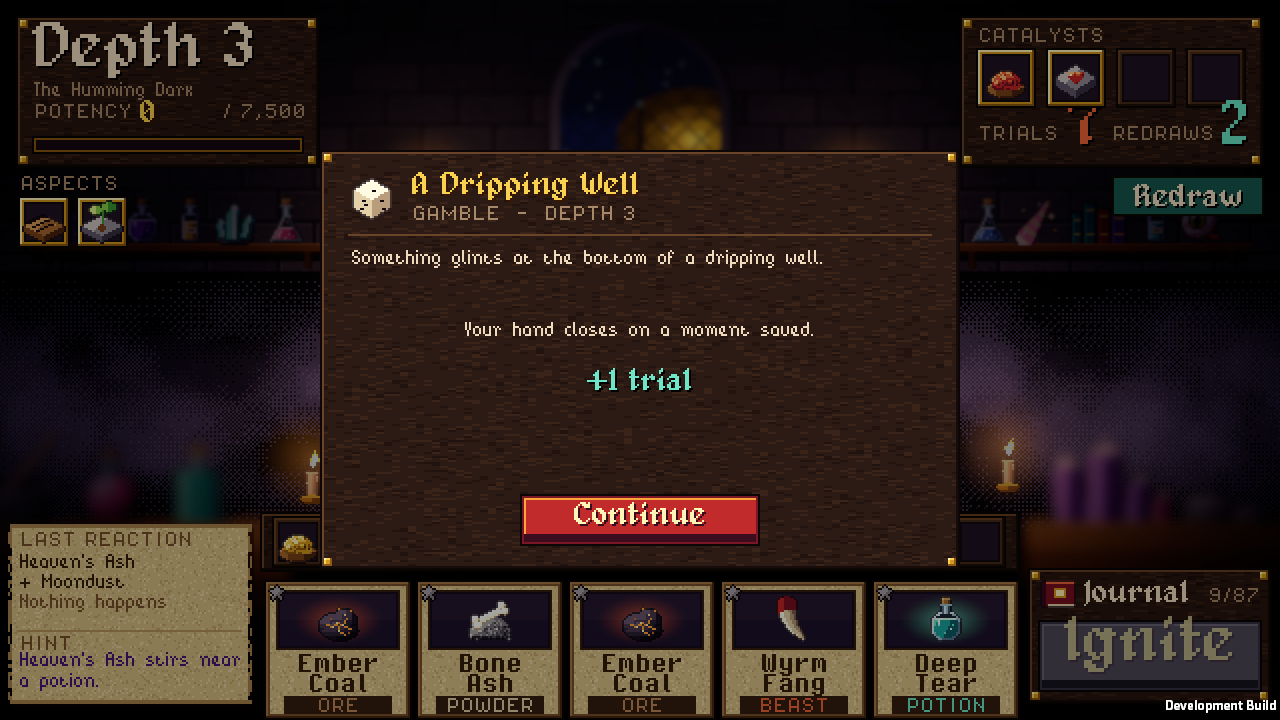 Depth 3
The Humming Dark
POTENCY 0 / 7,500
ASPECTS
CATALYSTS
TRIALS 7 REDRAWS 2
Redraw
A Dripping Well
GAMBLE - DEPTH 3
Something glints at the bottom of a dripping well.
Your hand closes on a moment saved.
+1 trial
Continue
LAST REACTION
Heaven's Ash
+ Moondust
Nothing happens
HINT
Heaven's Ash stirs near
a potion.
Ember
Coal
ORE
Bone
Ash
POWDER
Ember
Coal
ORE
Wyrm
Fang
BEAST
Deep
Tear
POTION
Journal 9/87
Ignite
Development Build